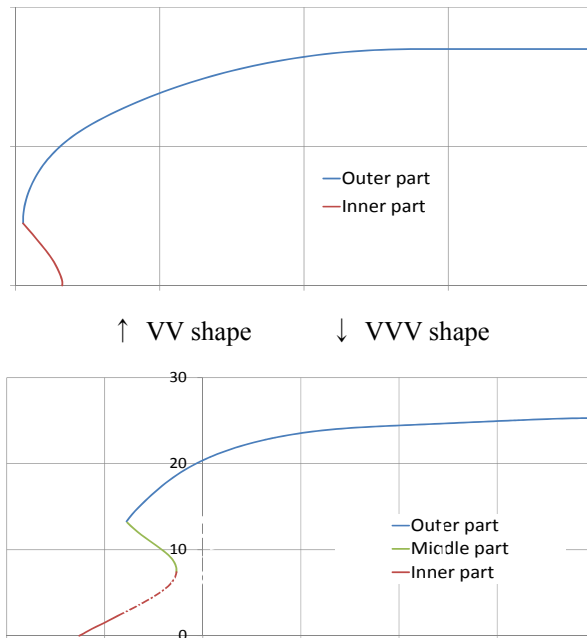 Outer part
Inner part
↑ VV shape ↓ VVV shape
30
20
10
0
Outer part
Middle part
Inner part